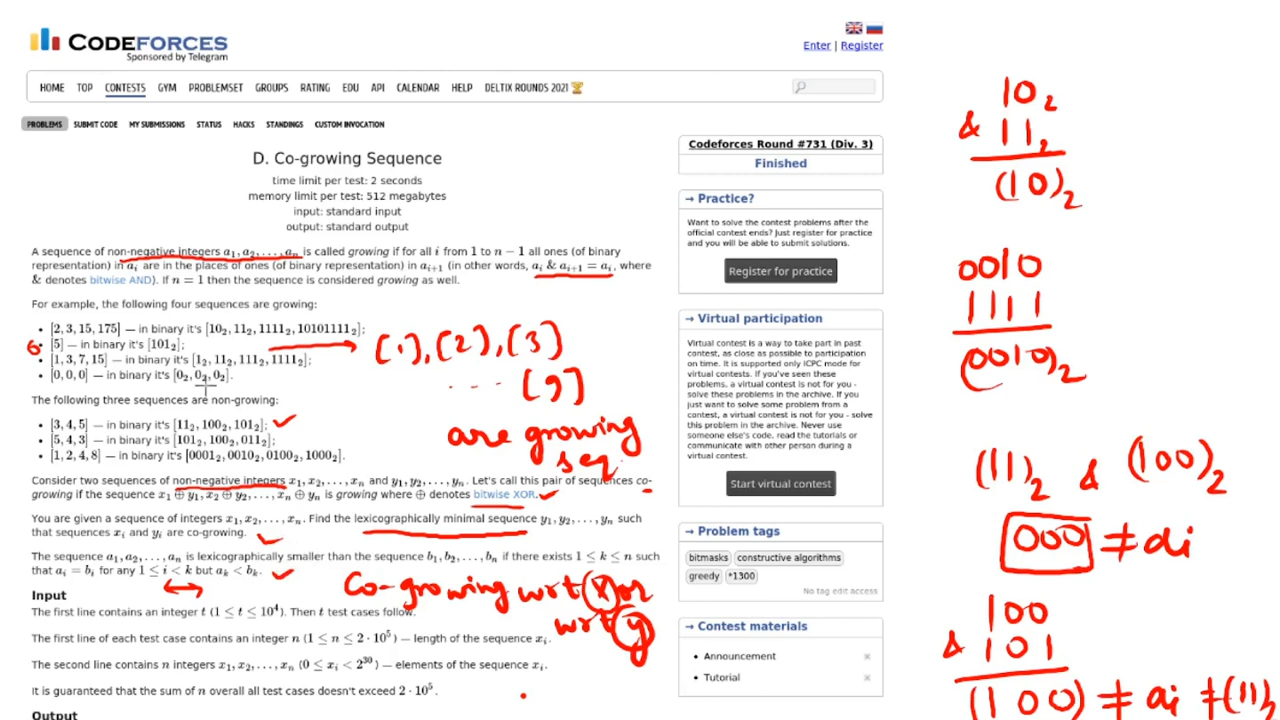 CODEFORCES
Sponsored by Telegram
Enter | Register
HOME TOP CONTESTS GYM PROBLEMSET GROUPS RATING EDU API CALENDAR HELP DELTIX ROUNDS 2021
PROBLEMS SUBMIT CODE MY SUBMISSIONS STATUS HACKS STANDINGS CUSTOM INVOCATION
D. Co-growing Sequence
time limit per test: 2 seconds
memory limit per test: 512 megabytes
input: standard input
output: standard output
A sequence of non-negative integers a₁, a₂, . . . , aₙ is called growing if for all i from 1 to n − 1 all ones (of binary
representation) in aᵢ are in the places of ones (of binary representation) in aᵢ₊₁ (in other words, aᵢ & aᵢ₊₁ = aᵢ, where
& denotes bitwise AND). If n = 1 then the sequence is considered growing as well.
For example, the following four sequences are growing:
• [2, 3, 15, 175] — in binary it's [10₂, 11₂, 1111₂, 10101111₂];
• [5] — in binary it's [101₂];
• [1, 3, 7, 15] — in binary it's [1₂, 11₂, 111₂, 1111₂];
• [0, 0, 0] — in binary it's [0₂, 0₂, 0₂].
The following three sequences are non-growing:
• [3, 4, 5] — in binary it's [11₂, 100₂, 101₂];
• [5, 4, 3] — in binary it's [101₂, 100₂, 011₂];
• [1, 2, 4, 8] — in binary it's [0001₂, 0010₂, 0100₂, 1000₂].
Consider two sequences of non-negative integers x₁, x₂, . . . , xₙ and y₁, y₂, . . . , yₙ. Let's call this pair of sequences co-
growing if the sequence x₁ ⊕ y₁, x₂ ⊕ y₂, . . . , xₙ ⊕ yₙ is growing where ⊕ denotes bitwise XOR.
You are given a sequence of integers x₁, x₂, . . . , xₙ. Find the lexicographically minimal sequence y₁, y₂, . . . , yₙ such
that sequences xᵢ and yᵢ are co-growing.
The sequence a₁, a₂, . . . , aₙ is lexicographically smaller than the sequence b₁, b₂, . . . , bₙ if there exists 1 ≤ k ≤ n such
that aᵢ = bᵢ for any 1 ≤ i < k but aₖ < bₖ.
Input
The first line contains an integer t (1 ≤ t ≤ 10⁴). Then t test cases follow.
The first line of each test case contains an integer n (1 ≤ n ≤ 2 · 10⁵) — length of the sequence xᵢ.
The second line contains n integers x₁, x₂, . . . , xₙ (0 ≤ xᵢ < 2³⁰) — elements of the sequence xᵢ.
It is guaranteed that the sum of n overall all test cases doesn't exceed 2 · 10⁵.
Output
(1), (2), (3)
.... (9)
are growing
seq
Co-growing wrt (x) or
wrt (y)
Codeforces Round #731 (Div. 3)
Finished
→ Practice?
Want to solve the contest problems after the
official contest ends? Just register for practice
and you will be able to submit solutions.
Register for practice
→ Virtual participation
Virtual contest is a way to take part in past
contest, as close as possible to participation
on time. It is supported only ICPC mode for
virtual contests. If you've seen these
problems, a virtual contest is not for you -
solve these problems in the archive. If you
just want to solve some problem from a
contest, a virtual contest is not for you - solve
this problem in the archive. Never use
someone else's code, read the tutorials or
communicate with other person during a
virtual contest.
Start virtual contest
→ Problem tags
bitmasks constructive algorithms
greedy *1300
No tag edit access
→ Contest materials
• Announcement
• Tutorial
10₂
& 11₂
(10)₂
0010
1111
(0010)₂
(11)₂ & (100)₂
000 ≠ ai
100
& 101
(100) ≠ ai ≠ (11)₂